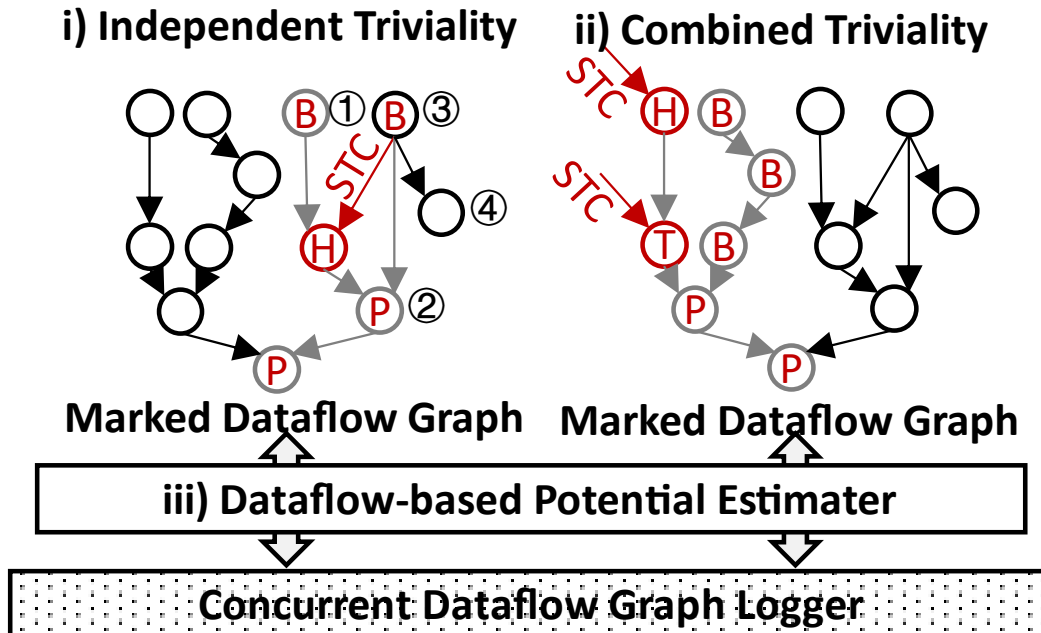 i) Independent Triviality
ii) Combined Triviality
B ① B ③
STC
④
H
P ②
P
STC
H B
B
STC
T B
P
P
Marked Dataflow Graph
Marked Dataflow Graph
iii) Dataflow-based Potential Estimater
Concurrent Dataflow Graph Logger